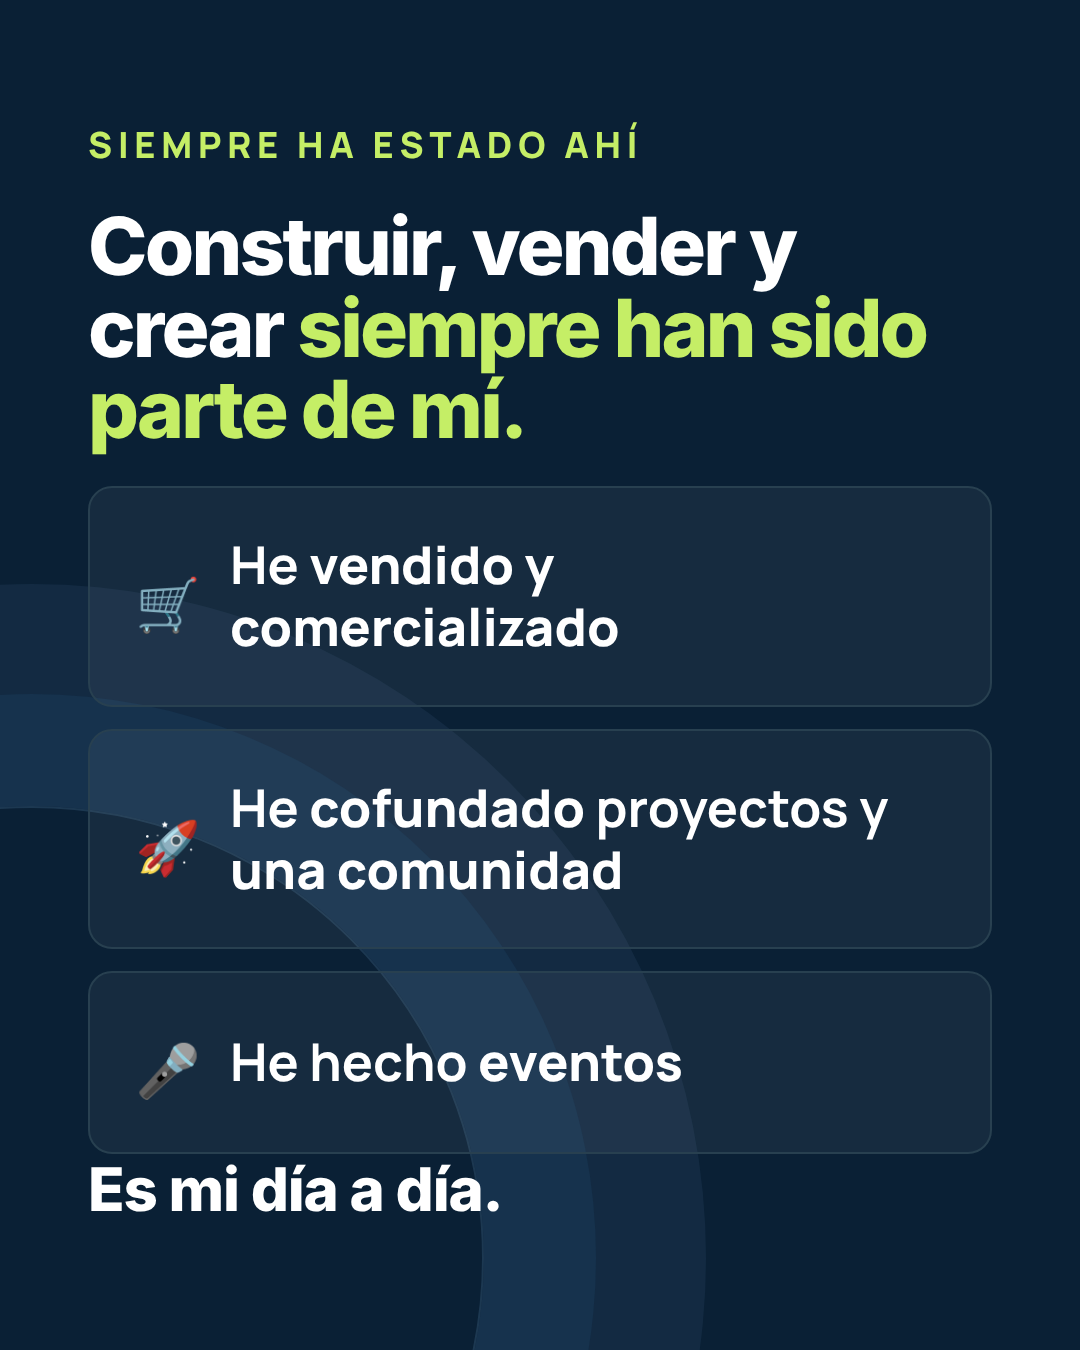 SIEMPRE HA ESTADO AHÍ
Construir, vender y
crear siempre han sido
parte de mí.
He vendido y
comercializado
He cofundado proyectos y
una comunidad
He hecho eventos
Es mi día a día.